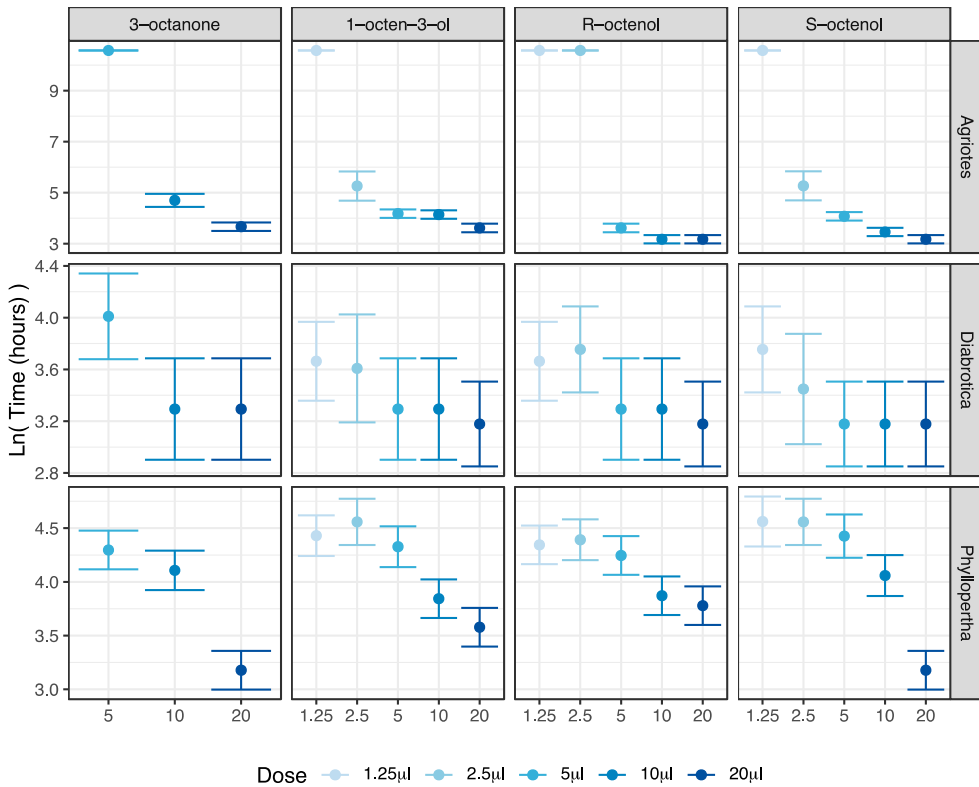 3−octanone 1−octen−3−ol R−octenol S−octenol
9
7
5
3
Agriotes
4.4
4.0
3.6
3.2
2.8
Diabrotica
Ln( Time (hours) )
4.5
4.0
3.5
3.0
Phyllopertha
5 10 20 1.25 2.5 5 10 20 1.25 2.5 5 10 20 1.25 2.5 5 10 20
Dose 1.25µl 2.5µl 5µl 10µl 20µl